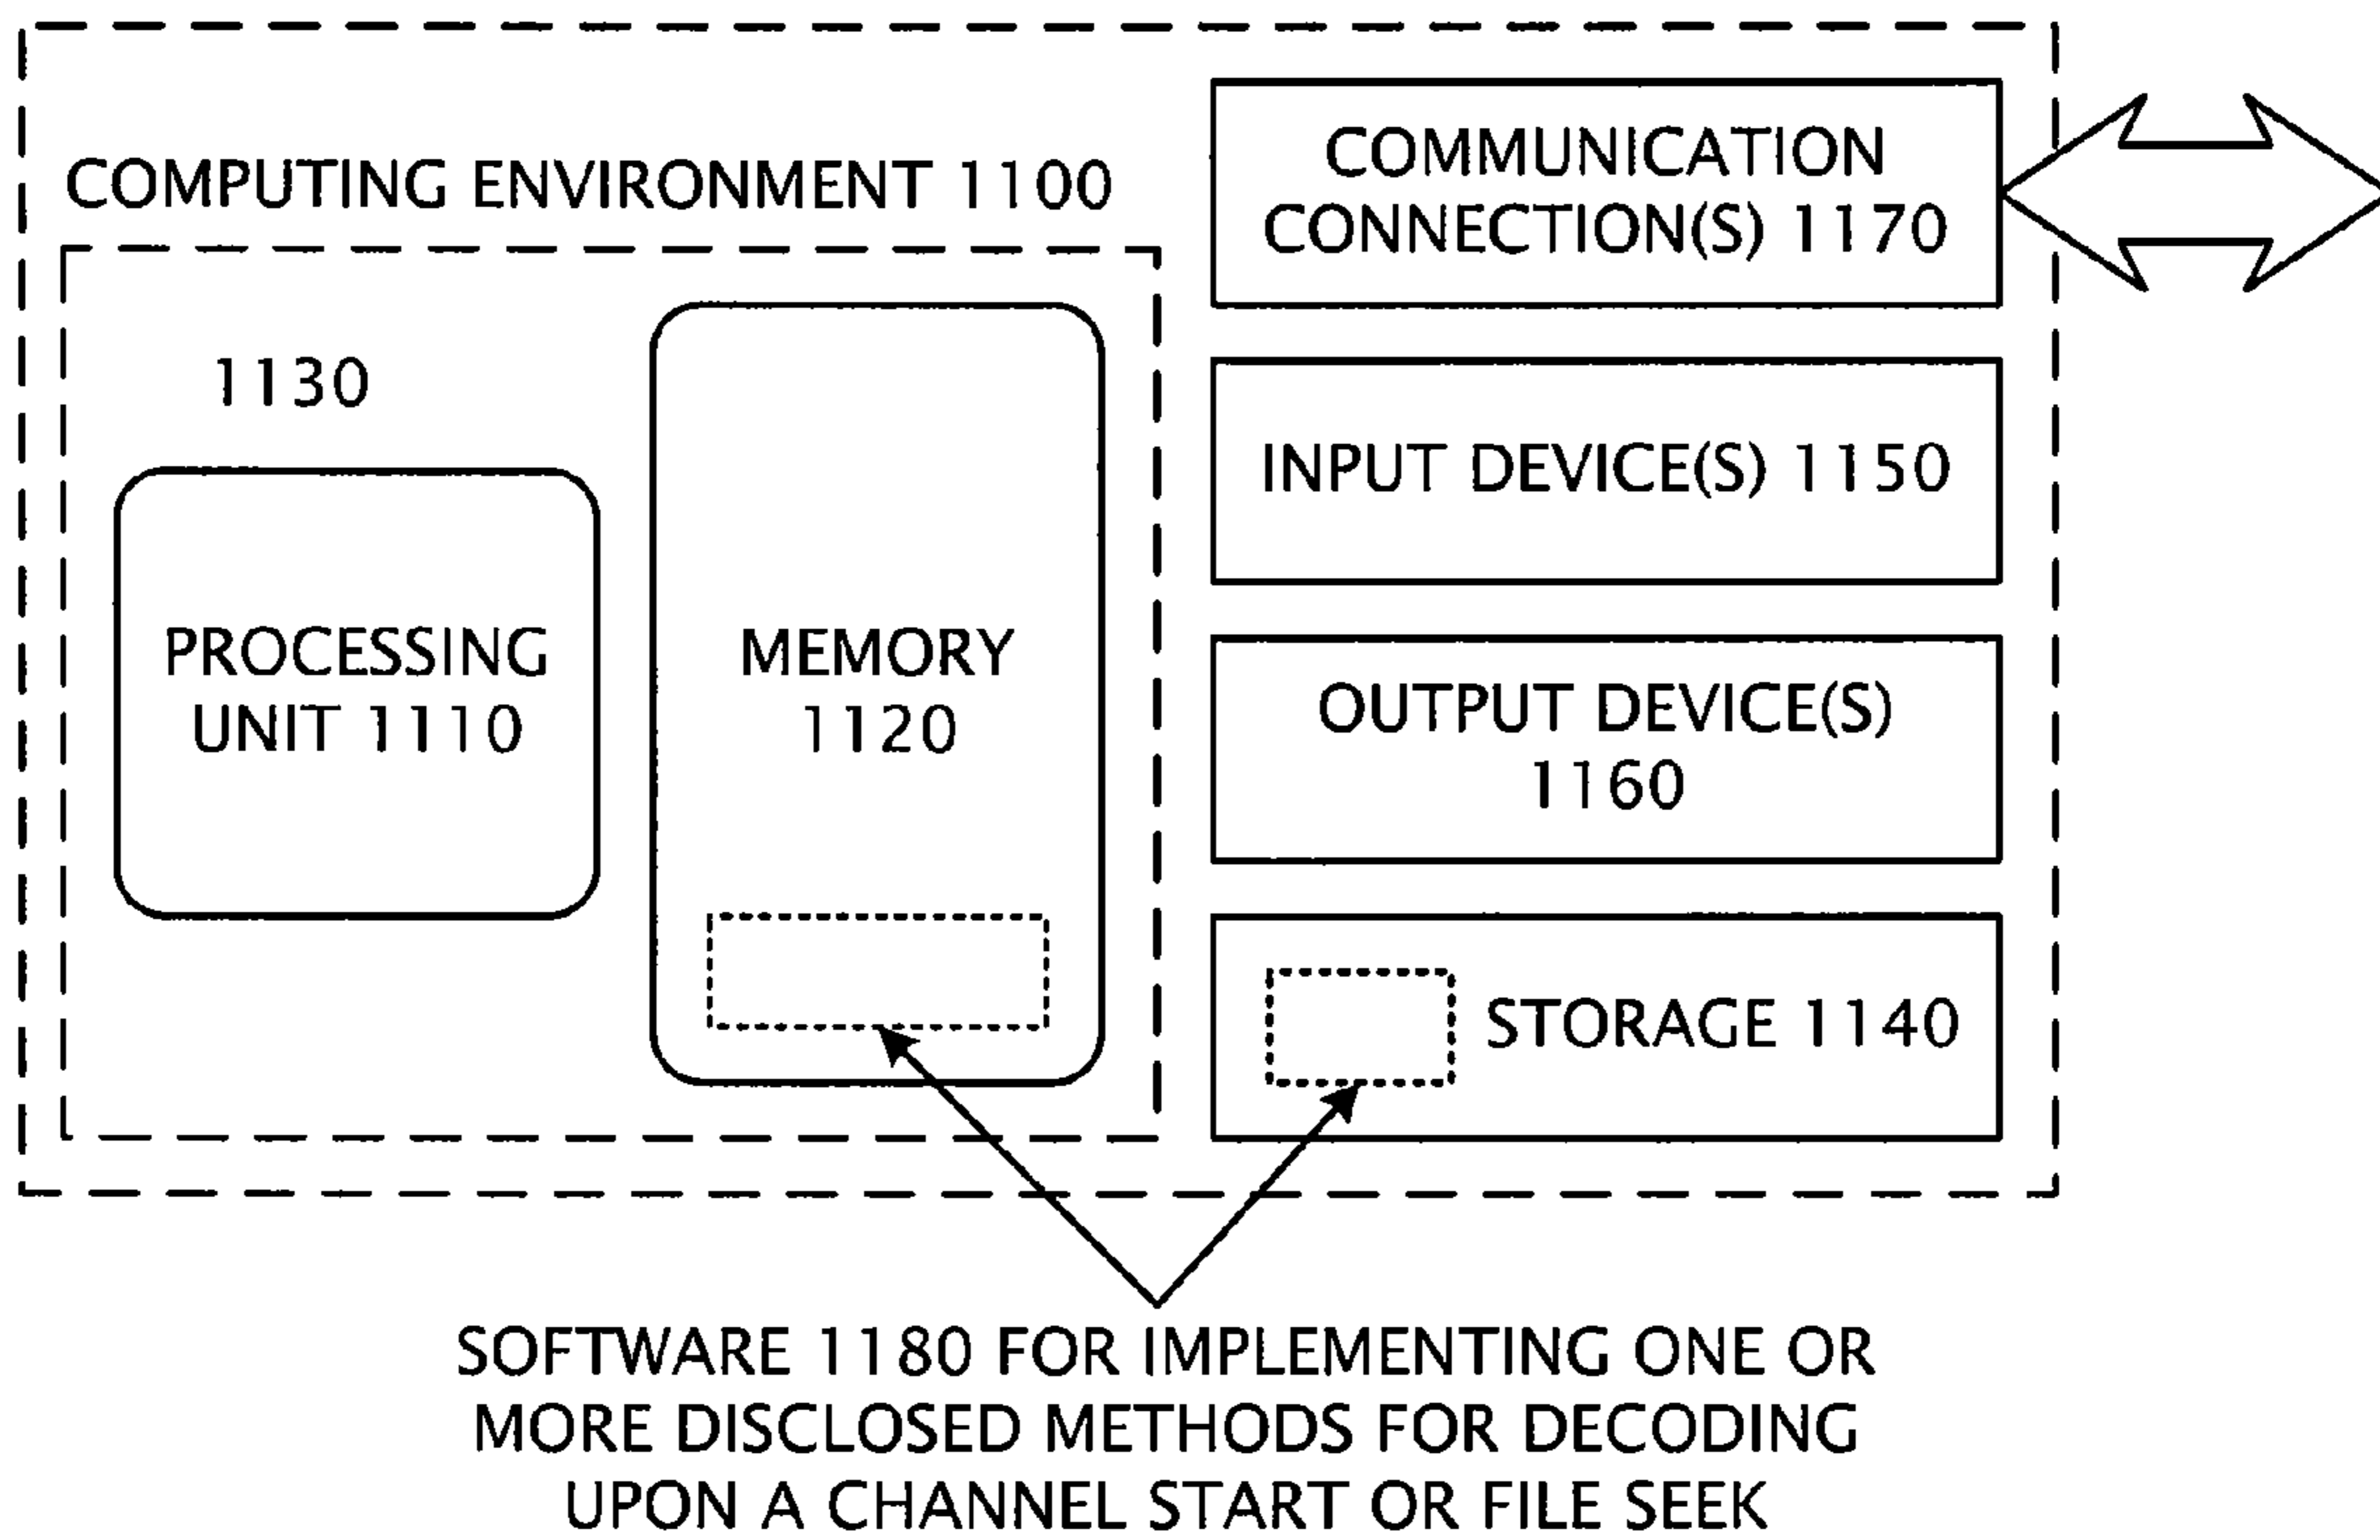 COMPUTING ENVIRONMENT 1100
1130
PROCESSING
UNIT 1110
MEMORY
1120
COMMUNICATION
CONNECTION(S) 1170
INPUT DEVICE(S) 1150
OUTPUT DEVICE(S)
1160
STORAGE 1140
SOFTWARE 1180 FOR IMPLEMENTING ONE OR
MORE DISCLOSED METHODS FOR DECODING
UPON A CHANNEL START OR FILE SEEK